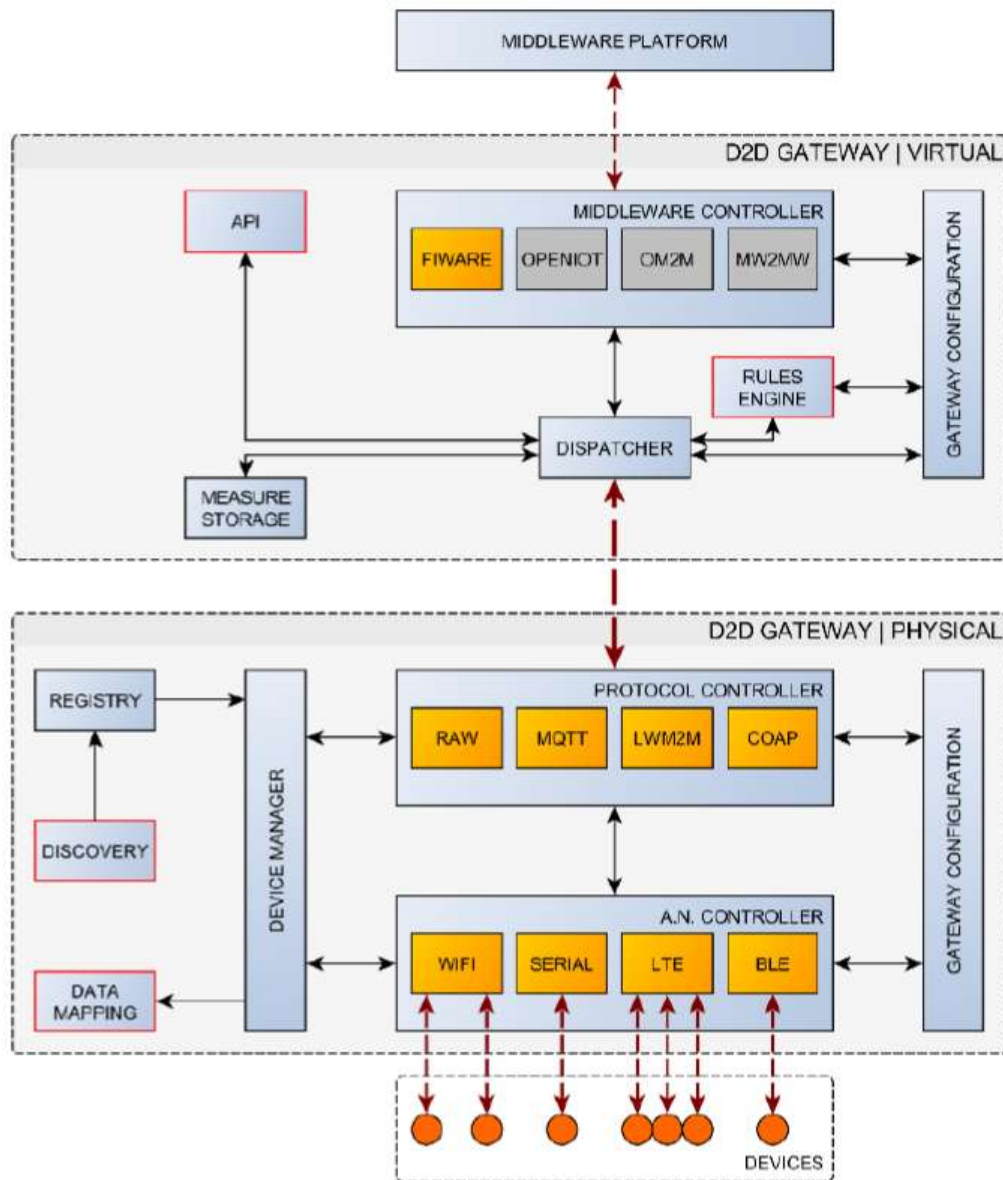 MIDDLEWARE PLATFORM
D2D GATEWAY | VIRTUAL
API
MIDDLEWARE CONTROLLER
FIWARE
OPENIOT
OM2M
MW2MW
GATEWAY CONFIGURATION
RULES
ENGINE
DISPATCHER
MEASURE
STORAGE
D2D GATEWAY | PHYSICAL
REGISTRY
DEVICE MANAGER
PROTOCOL CONTROLLER
RAW
MQTT
LWM2M
COAP
GATEWAY CONFIGURATION
DISCOVERY
A.N. CONTROLLER
WIFI
SERIAL
LTE
BLE
DATA
MAPPING
DEVICES